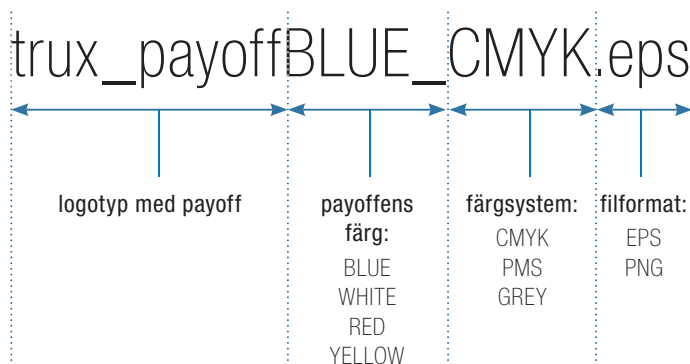 trux_payoffBLUE_CMYK.eps
logotyp med payoff
payoffens
färg:
BLUE
WHITE
RED
YELLOW
färgsystem:
CMYK
PMS
GREY
filformat:
EPS
PNG